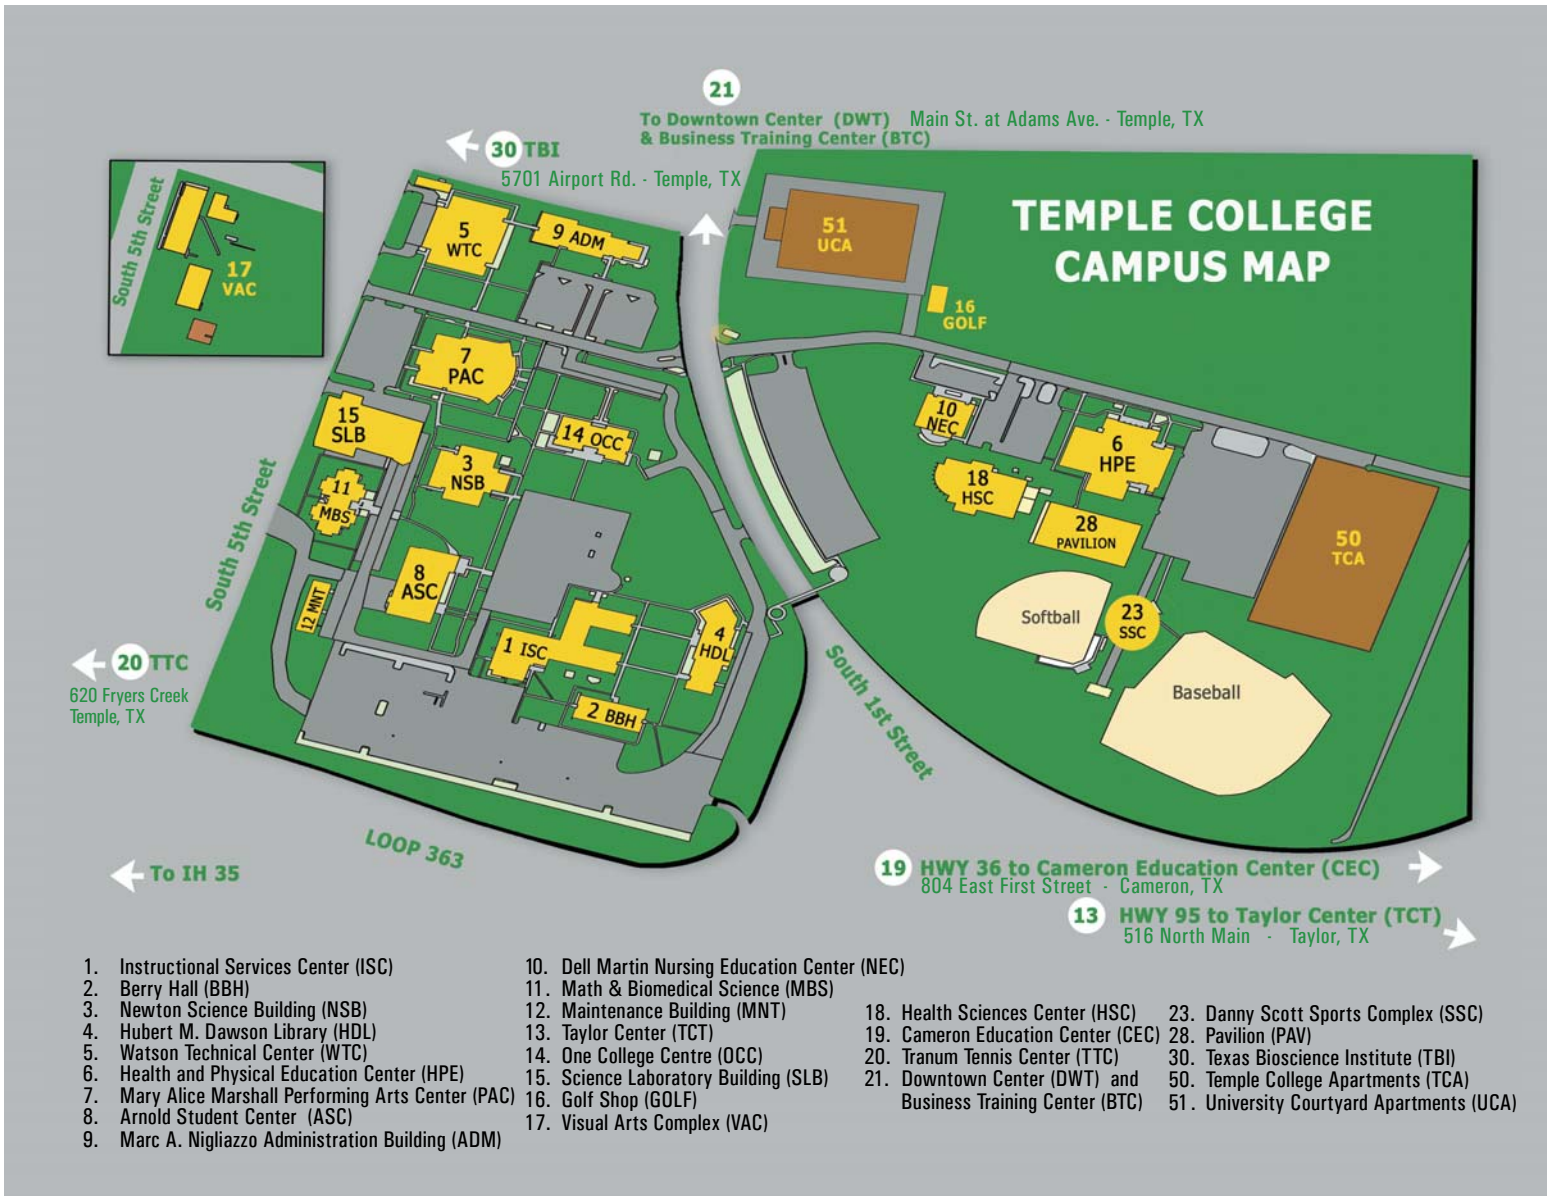 21
To Downtown Center (DWT) Main St. at Adams Ave. - Temple, TX
& Business Training Center (BTC)
30 TBI
5701 Airport Rd. - Temple, TX
TEMPLE COLLEGE
CAMPUS MAP
South 5th Street
17
VAC
5
WTC
9 ADM
51
UCA
16
GOLF
7
PAC
15
SLB
14 OCC
10
NEC
6
HPE
3
NSB
18
HSC
11
MBS
28
PAVILION
50
TCA
South 5th Street
8
ASC
12 MNT
Softball
23
SSC
1 ISC
4
HDL
20 TTC
620 Fryers Creek
Temple, TX
2 BBH
South 1st Street
Baseball
LOOP 363
To IH 35
19 HWY 36 to Cameron Education Center (CEC)
804 East First Street - Cameron, TX
13 HWY 95 to Taylor Center (TCT)
516 North Main - Taylor, TX
1. Instructional Services Center (ISC)
2. Berry Hall (BBH)
3. Newton Science Building (NSB)
4. Hubert M. Dawson Library (HDL)
5. Watson Technical Center (WTC)
6. Health and Physical Education Center (HPE)
7. Mary Alice Marshall Performing Arts Center (PAC)
8. Arnold Student Center (ASC)
9. Marc A. Nigliazzo Administration Building (ADM)
10. Dell Martin Nursing Education Center (NEC)
11. Math & Biomedical Science (MBS)
12. Maintenance Building (MNT)
13. Taylor Center (TCT)
14. One College Centre (OCC)
15. Science Laboratory Building (SLB)
16. Golf Shop (GOLF)
17. Visual Arts Complex (VAC)
18. Health Sciences Center (HSC)
19. Cameron Education Center (CEC)
20. Tranum Tennis Center (TTC)
21. Downtown Center (DWT) and
Business Training Center (BTC)
23. Danny Scott Sports Complex (SSC)
28. Pavilion (PAV)
30. Texas Bioscience Institute (TBI)
50. Temple College Apartments (TCA)
51. University Courtyard Apartments (UCA)